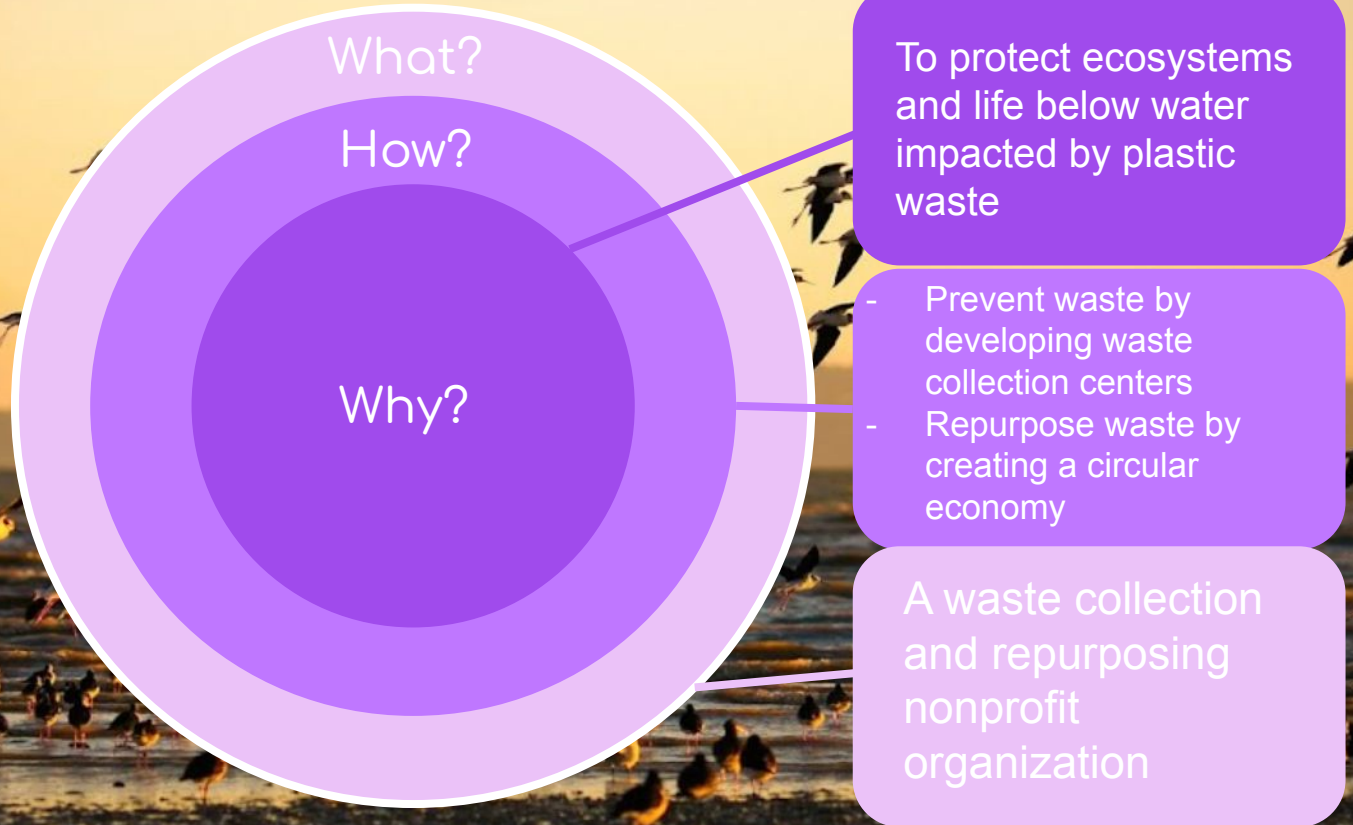 What?
How?
Why?
To protect ecosystems
and life below water
impacted by plastic
waste
- Prevent waste by
developing waste
collection centers
- Repurpose waste by
creating a circular
economy
A waste collection
and repurposing
nonprofit
organization